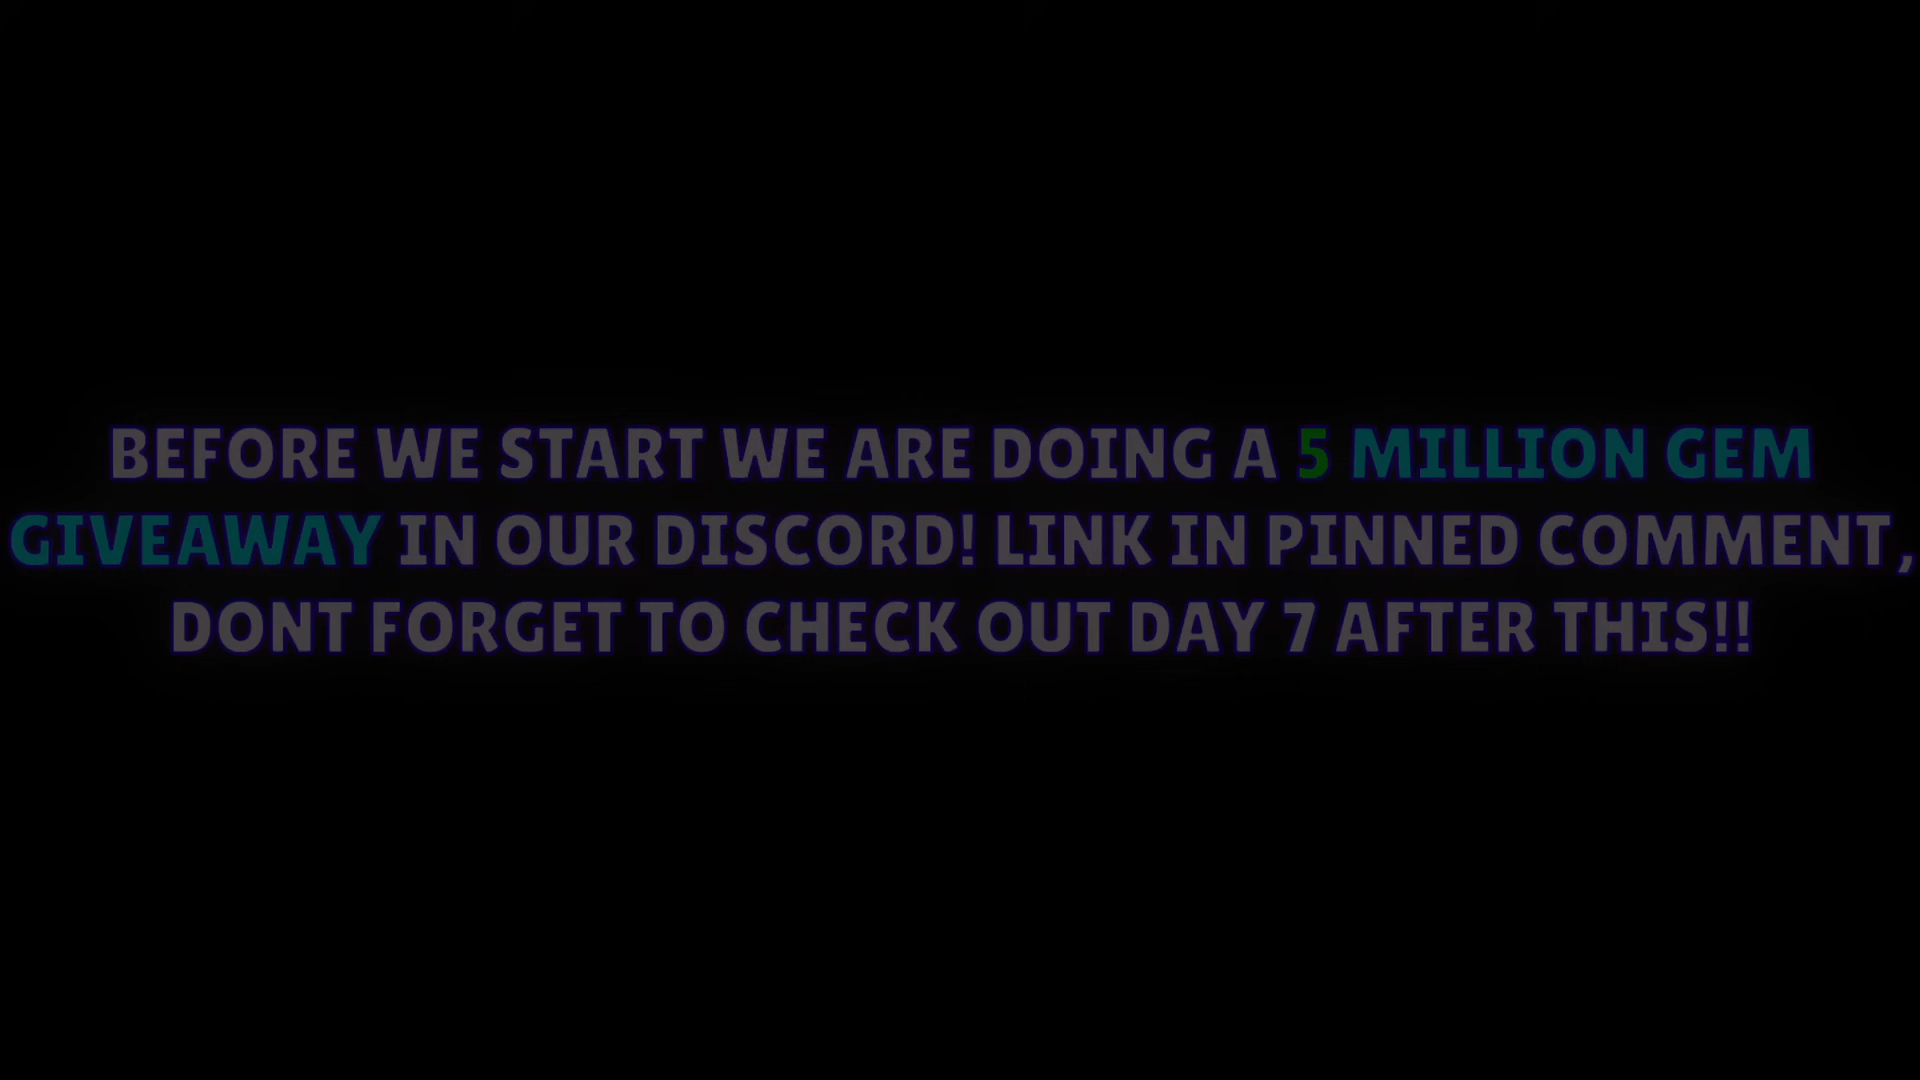 BEFORE WE START WE ARE DOING A 5 MILLION GEM
GIVEAWAY IN OUR DISCORD! LINK IN PINNED COMMENT,
DONT FORGET TO CHECK OUT DAY 7 AFTER THIS!!